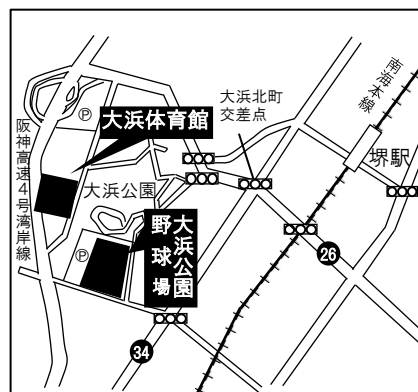 大浜体育館
大浜北町
交差点
南海本線
堺駅
阪神高速4号湾岸線
大浜公園
大浜公園
野球場
P
P
26
34